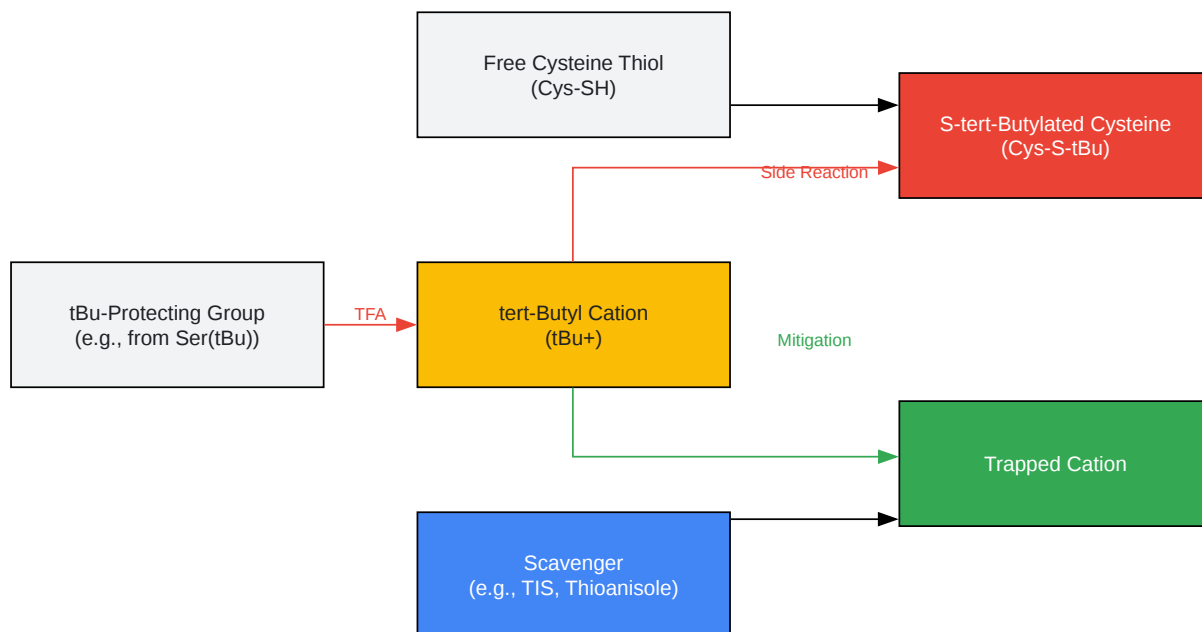 Free Cysteine Thiol
(Cys-SH)
S-tert-Butylated Cysteine
(Cys-S-tBu)
Side Reaction
tBu-Protecting Group
(e.g., from Ser(tBu))
TFA
tert-Butyl Cation
(tBu+)
Mitigation
Trapped Cation
Scavenger
(e.g., TIS, Thioanisole)